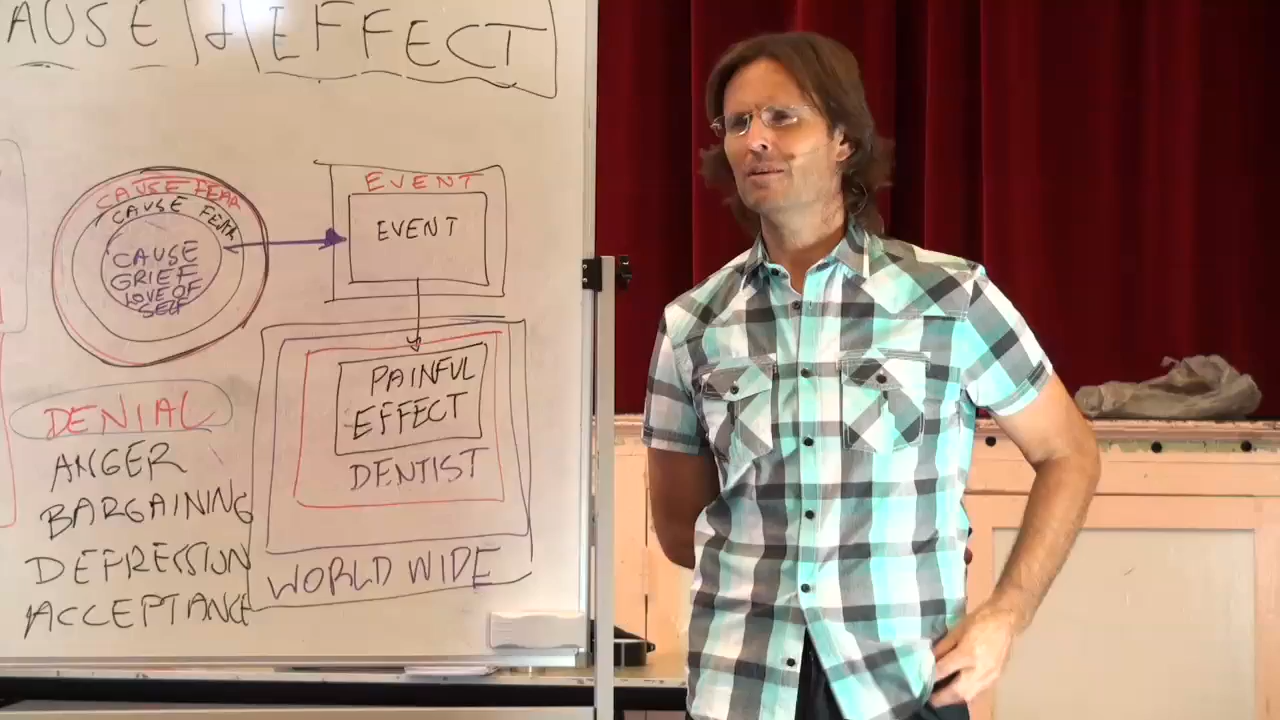 AUSE & EFFECT
CAUSE FEAR
CAUSE FEAR
CAUSE
GRIEF
LOVE OF
SELF
EVENT
EVENT
PAINFUL
EFFECT
DENTIST
WORLD WIDE
DENIAL
ANGER
BARGAINING
DEPRESSION
ACCEPTANCE